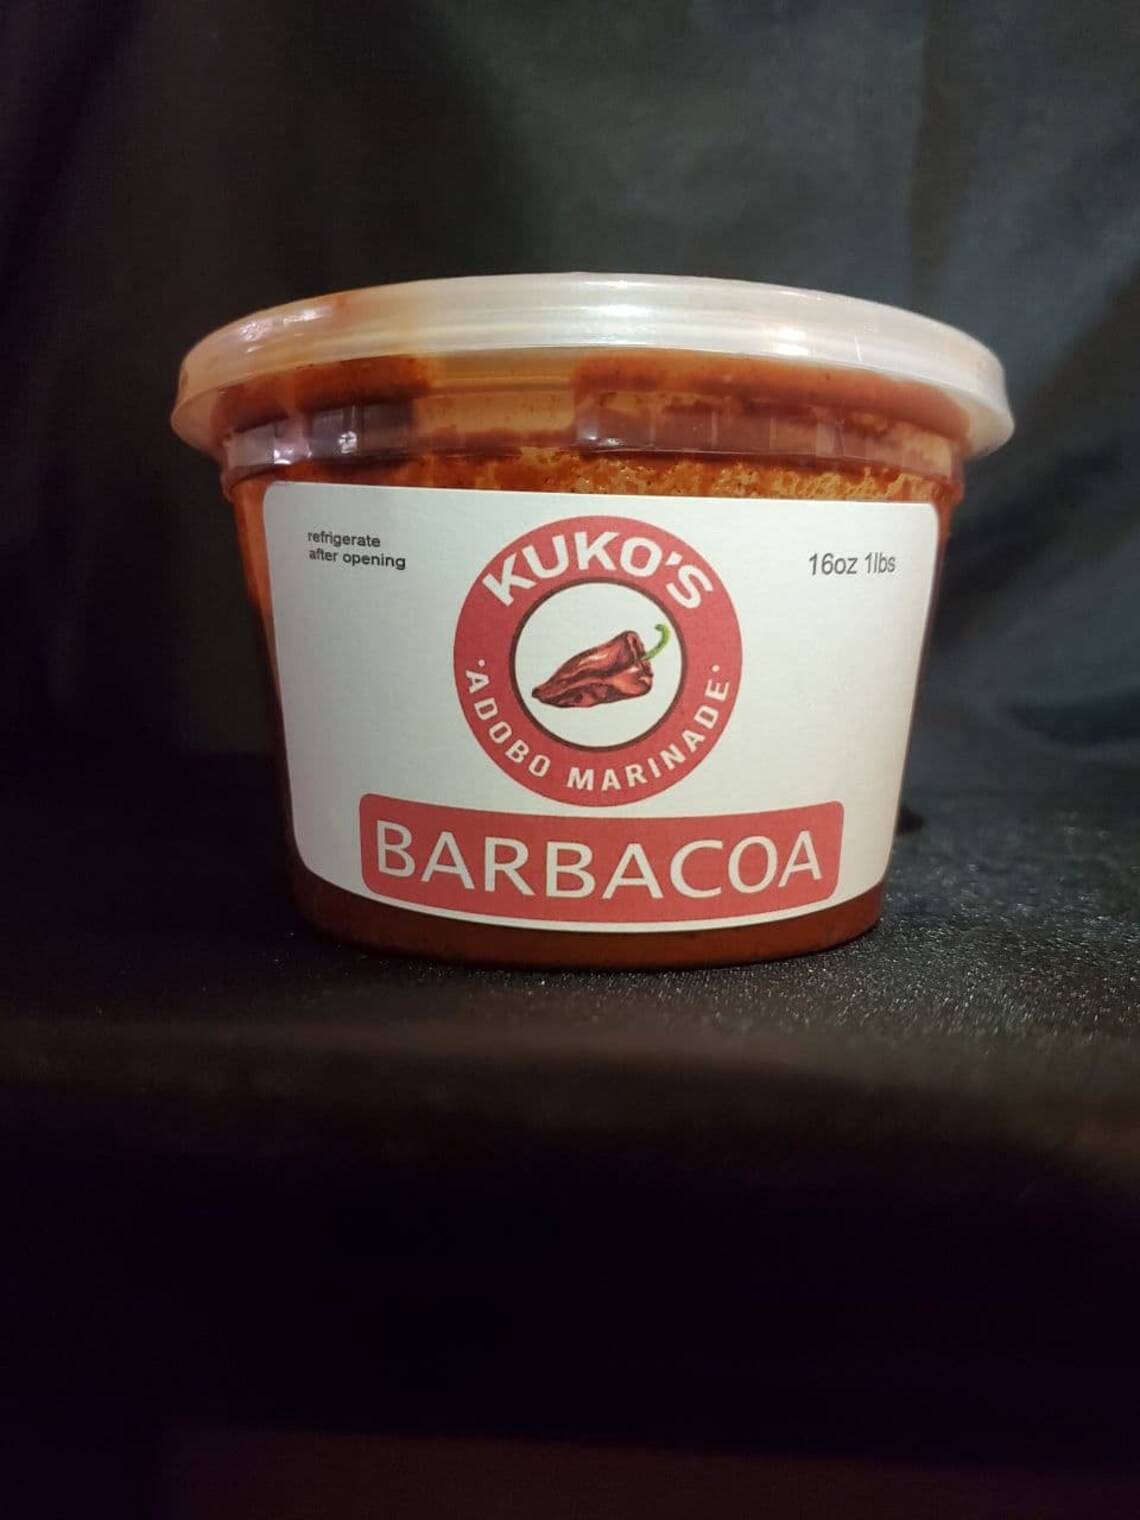 refrigerate
after opening
KUKO'S
·ADOBO MARINADE·
16oz 1lbs
BARBACOA